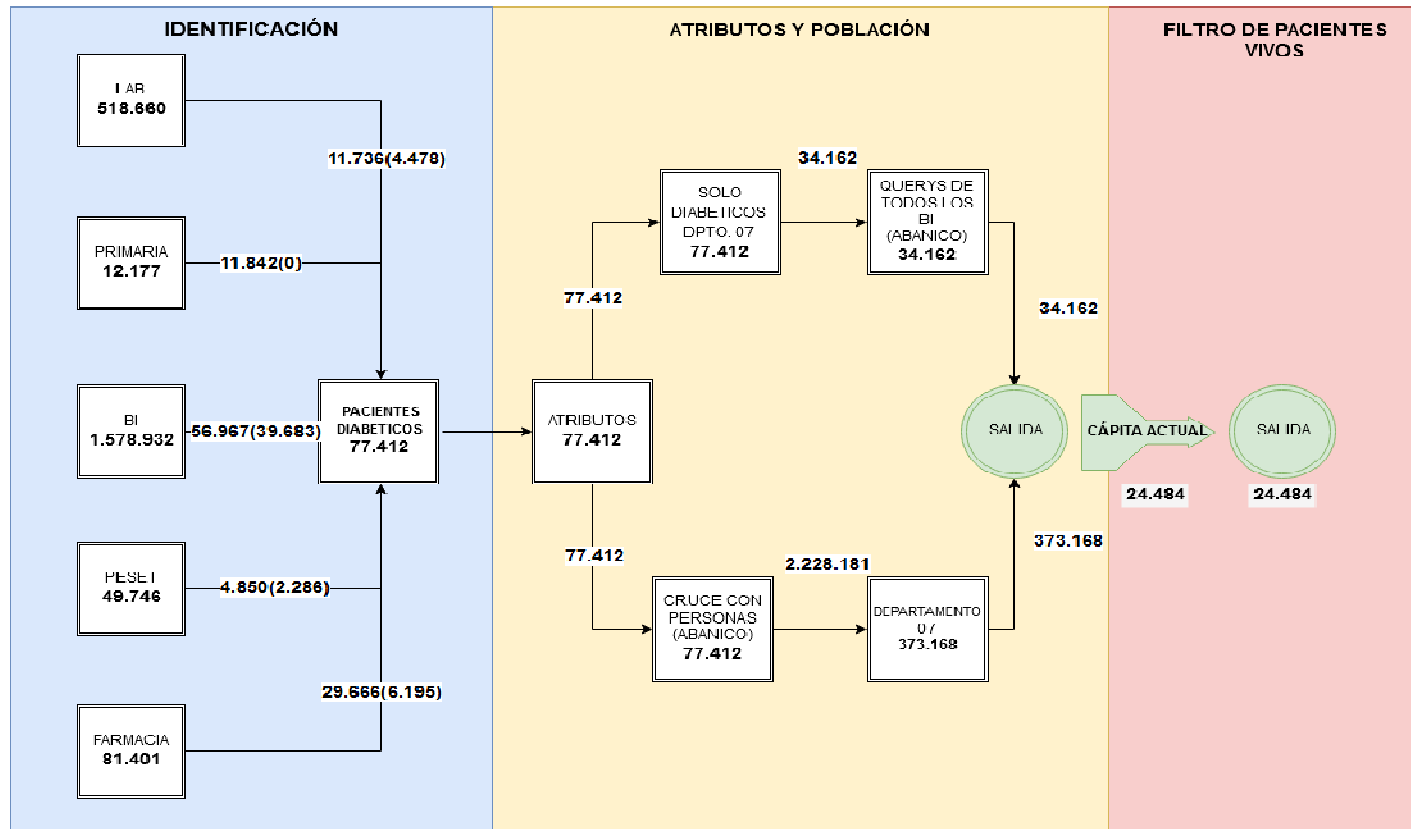 IDENTIFICACIÓN
LAB
518.660
11.736(4.478)
PRIMARIA
12.177
11.842(0)
BI
1.578.932
56.967(39.683)
PACIENTES
DIABETICOS
77.412
PESET
49.746
4.850(2.286)
29.666(6.195)
FARMACIA
81.401
ATRIBUTOS Y POBLACIÓN
34.162
SOLO
DIABETICOS
DPTO. 07
77.412
QUERYS DE
TODOS LOS
BI
(ABANICO)
34.162
77.412
34.162
ATRIBUTOS
77.412
SALIDA
77.412
2.228.181
373.168
CRUCE CON
PERSONAS
(ABANICO)
77.412
DEPARTAMENTO
07
373.168
FILTRO DE PACIENTES
VIVOS
CÁPITA ACTUAL
24.484
SALIDA
24.484